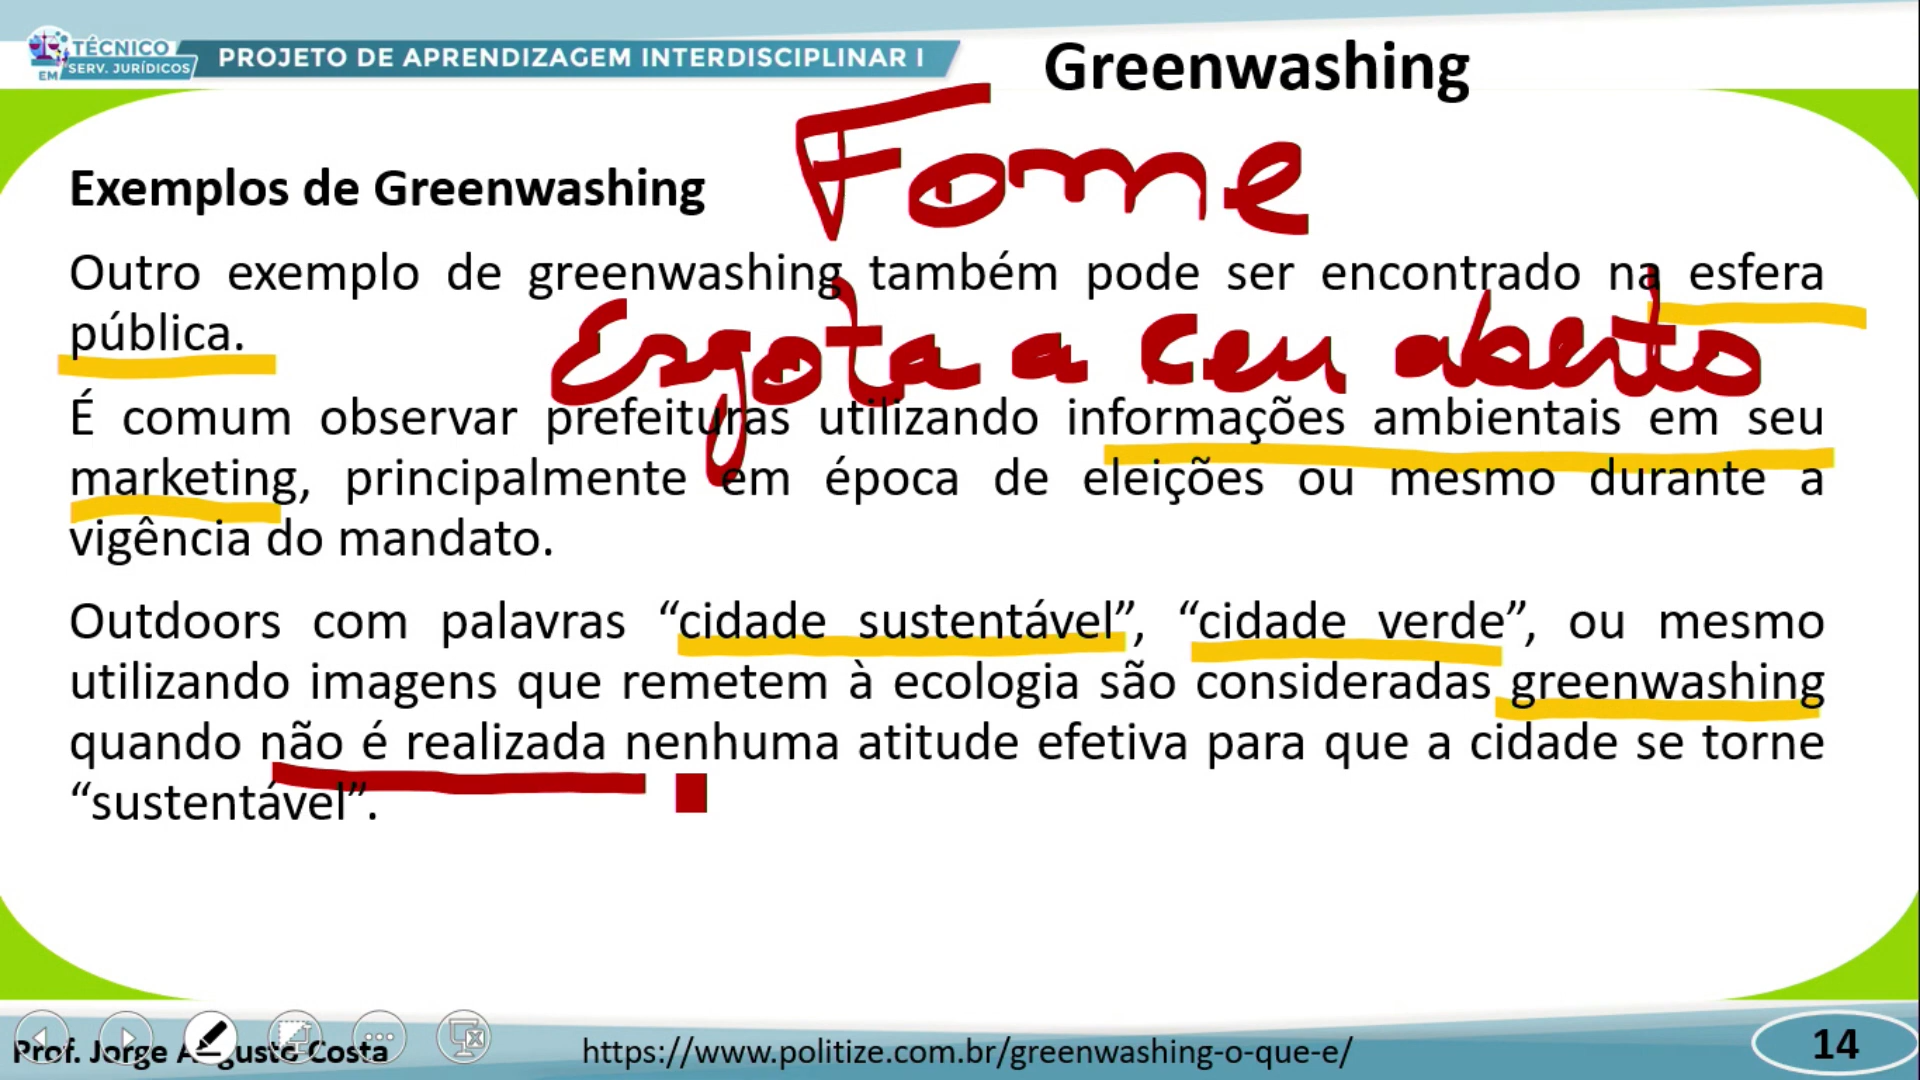 TÉCNICO
EM SERV. JURÍDICOS
PROJETO DE APRENDIZAGEM INTERDISCIPLINAR I
Greenwashing
Fome
Exemplos de Greenwashing
Outro exemplo de greenwashing também pode ser encontrado na esfera
pública.
Esgota a ceu aberto
É comum observar prefeituras utilizando informações ambientais em seu
marketing, principalmente em época de eleições ou mesmo durante a
vigência do mandato.
Outdoors com palavras “cidade sustentável”, “cidade verde”, ou mesmo
utilizando imagens que remetem à ecologia são consideradas greenwashing
quando não é realizada nenhuma atitude efetiva para que a cidade se torne
“sustentável”.
Prof. Jorge Augusto Costa
https://www.politize.com.br/greenwashing-o-que-e/
14